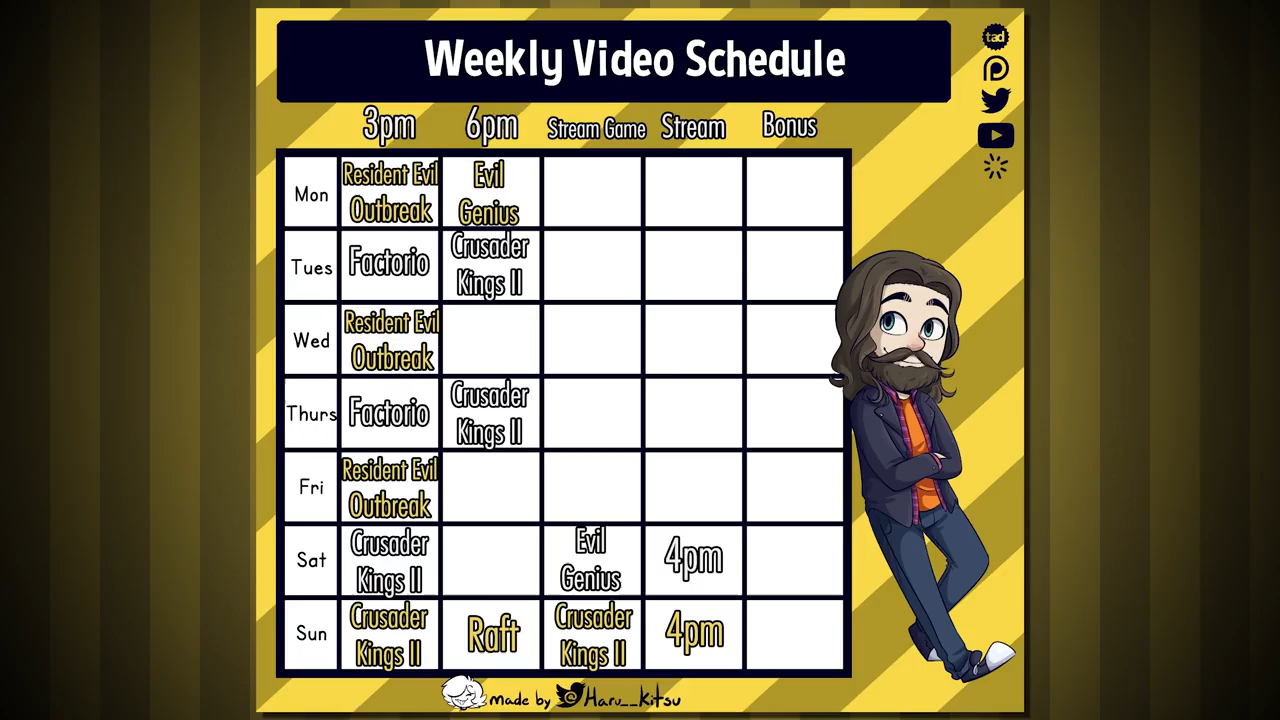 Weekly Video Schedule
tad
3pm 6pm Stream Game Stream Bonus
Mon Resident Evil Outbreak Evil Genius
Tues Factorio Crusader Kings II
Wed Resident Evil Outbreak
Thurs Factorio Crusader Kings II
Fri Resident Evil Outbreak
Sat Crusader Kings II Evil Genius 4pm
Sun Crusader Kings II Raft Crusader Kings II 4pm
made by @Haru__Kitsu